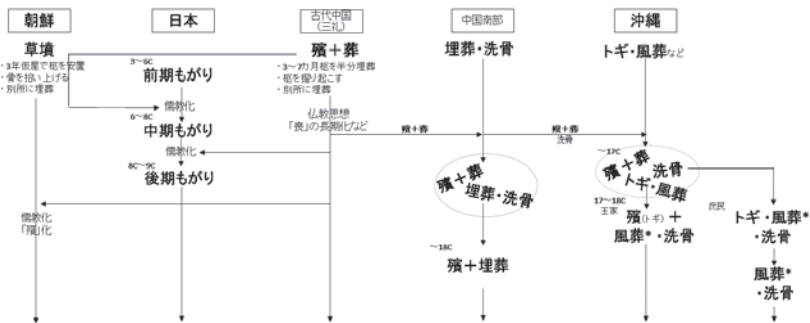 朝鮮
草墳
・3年仮屋で柩を安置
・骨を拾い上げる
・別所に埋葬
儒教化
「殯」化
日本
3～6C
前期もがり
儒教化
6～8C
中期もがり
儒教化
8C～9C
後期もがり
古代中国
(三礼)
殯＋葬
・3～7カ月柩を半分埋葬
・柩を掘り起こす
・別所に埋葬
仏教思想
「喪」の長期化など
殯＋葬
中国南部
埋葬・洗骨
殯＋葬
埋葬・洗骨
～18C
殯＋埋葬
殯＋葬
洗骨
沖縄
トギ・風葬など
～17C
殯＋葬 洗骨
トギ・風葬
17～18C
王家
殯(トギ)＋
風葬*・洗骨
庶民
トギ・風葬*
・洗骨
風葬*
・洗骨